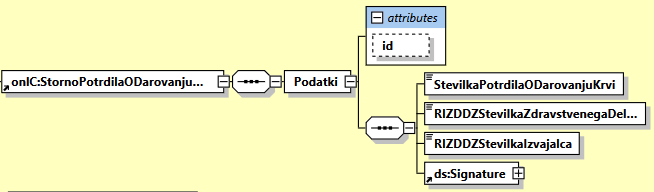 attributes
id
onIC:StornoPotrdilaODarovanju...
Podatki
StevilkaPotrdilaODarovanjuKrvi
RIZDDZStevilkaZdravstvenegaDel...
RIZDDZStevilkaIzvajalca
ds:Signature